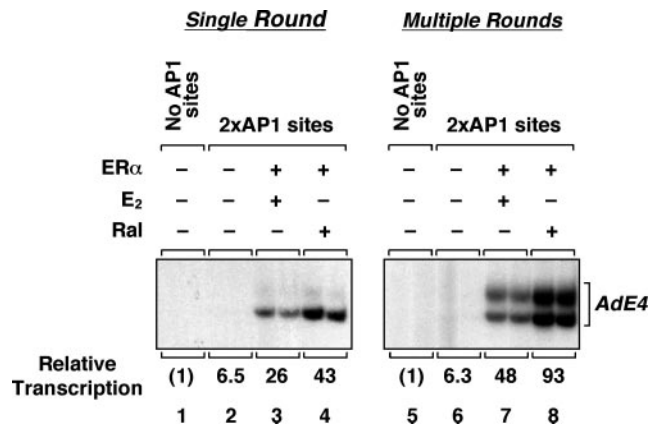 Single Round Multiple Rounds
No AP1 sites 2xAP1 sites No AP1 sites 2xAP1 sites
ERα – – + + – – + +
E2 – – + – – – + –
Ral – – – + – – – +
AdE4
Relative Transcription (1) 6.5 26 43 (1) 6.3 48 93
1 2 3 4 5 6 7 8